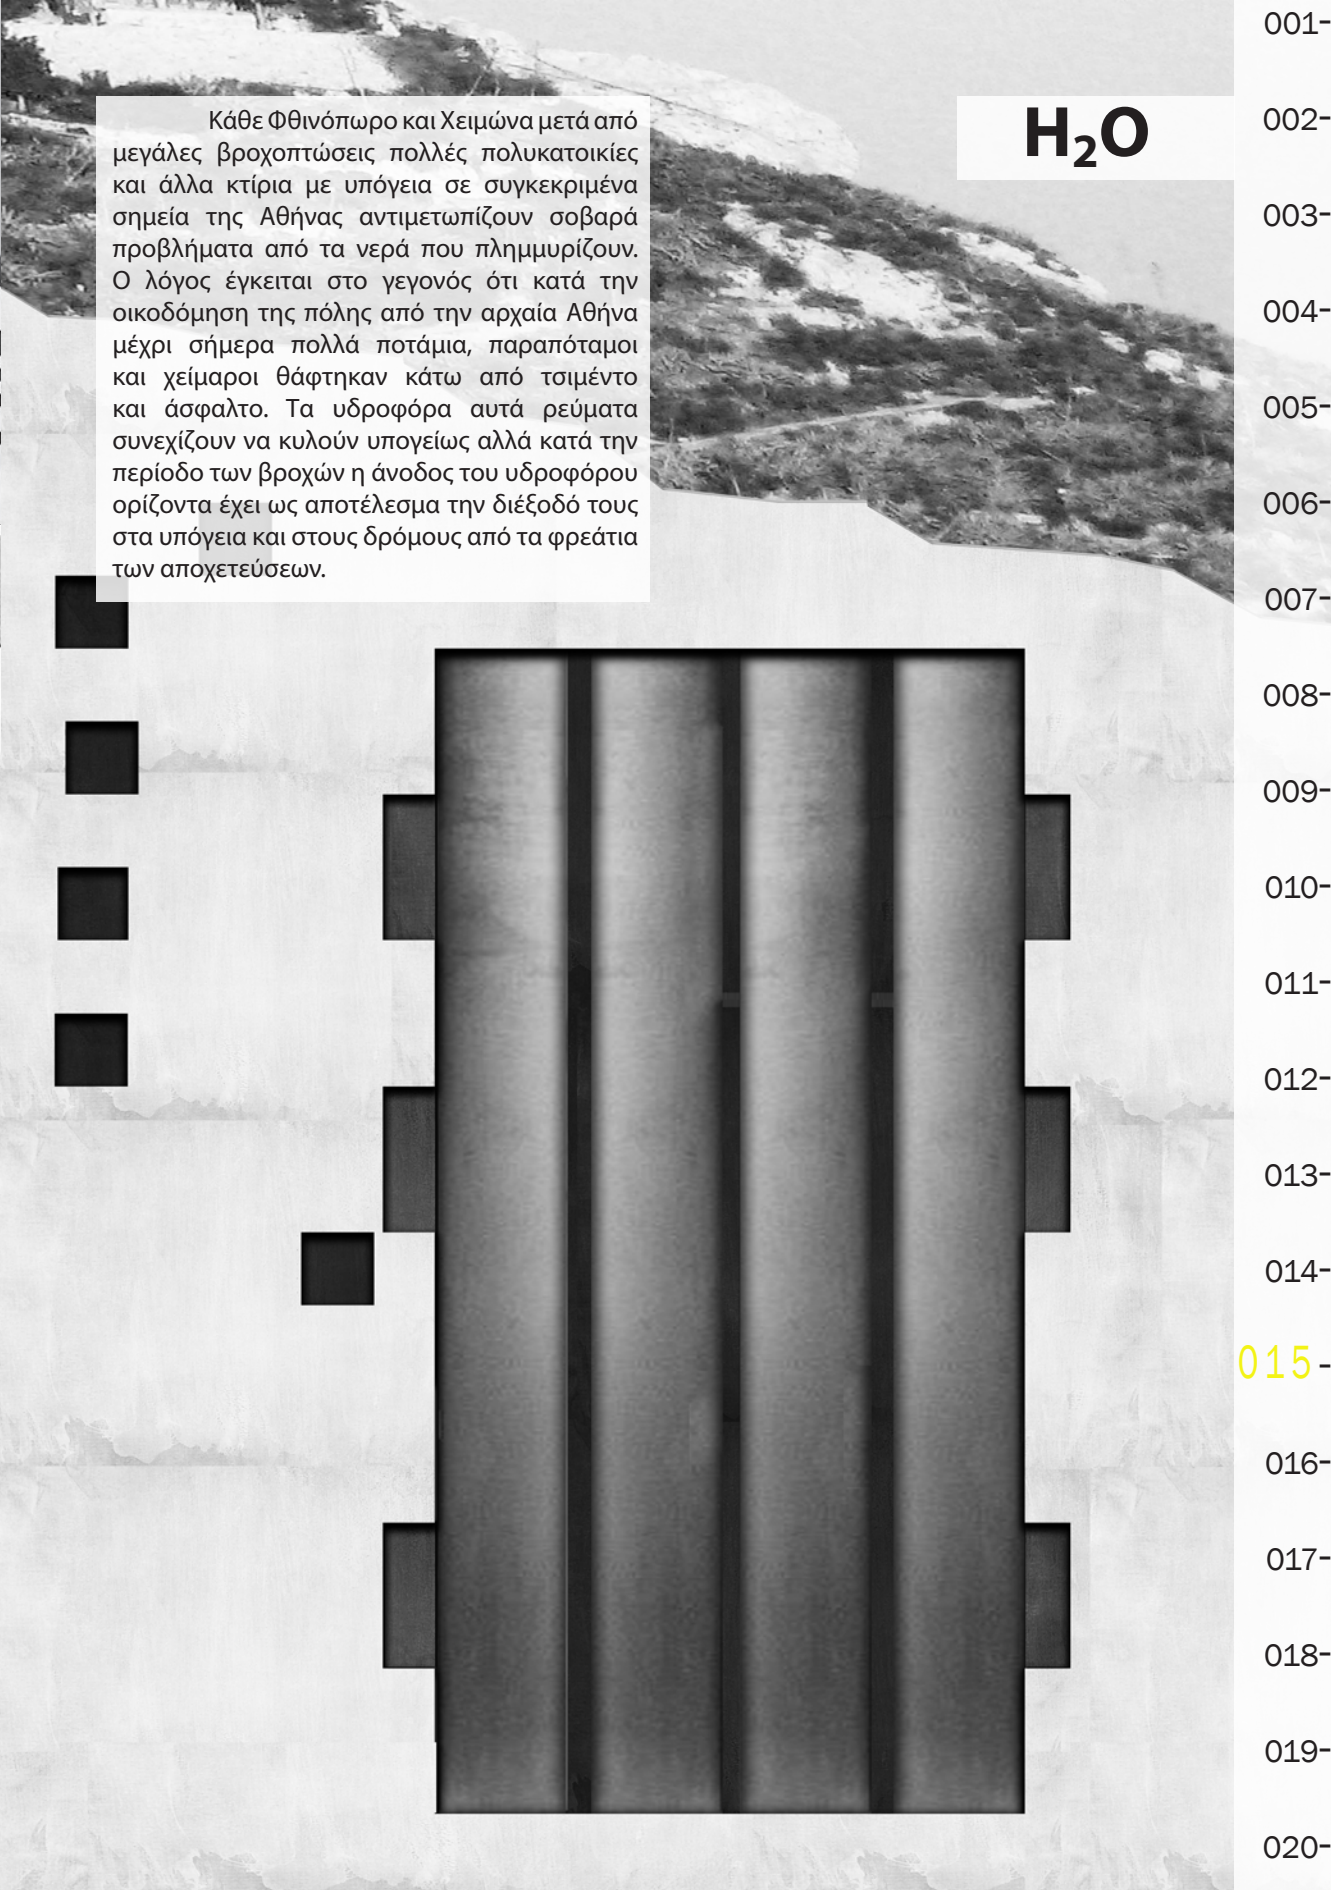 H₂O
Κάθε Φθινόπωρο και Χειμώνα μετά από
μεγάλες βροχοπτώσεις πολλές πολυκατοικίες
και άλλα κτίρια με υπόγεια σε συγκεκριμένα
σημεία της Αθήνας αντιμετωπίζουν σοβαρά
προβλήματα από τα νερά που πλημμυρίζουν.
Ο λόγος έγκειται στο γεγονός ότι κατά την
οικοδόμηση της πόλης από την αρχαία Αθήνα
μέχρι σήμερα πολλά ποτάμια, παραπόταμοι
και χείμαροι θάφτηκαν κάτω από τσιμέντο
και άσφαλτο. Τα υδροφόρα αυτά ρεύματα
συνεχίζουν να κυλούν υπογείως αλλά κατά την
περίοδο των βροχών η άνοδος του υδροφόρου
ορίζοντα έχει ως αποτέλεσμα την διέξοδό τους
στα υπόγεια και στους δρόμους από τα φρεάτια
των αποχετεύσεων.
001-
002-
003-
004-
005-
006-
007-
008-
009-
010-
011-
012-
013-
014-
015-
016-
017-
018-
019-
020-